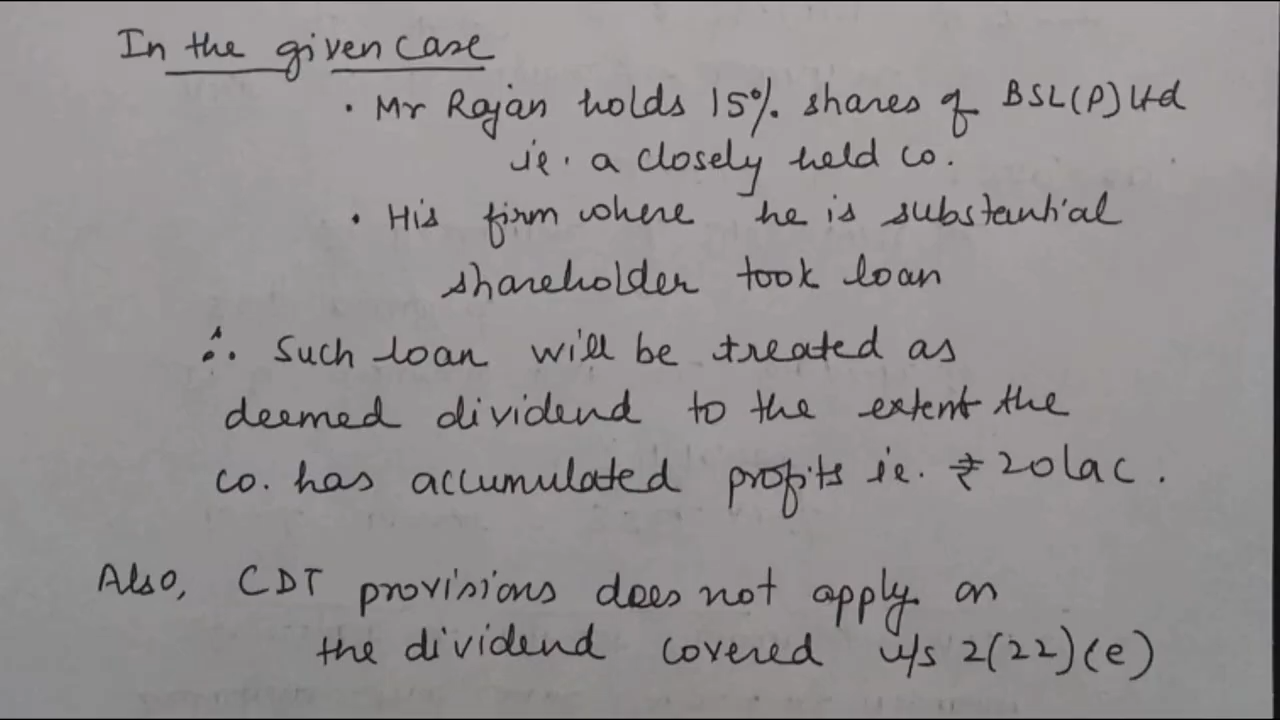 In the given case
• Mr Rajan holds 15% shares of BSL(P) Ltd
ie. a closely held co.
• His firm where he is substantial
shareholder took loan
∴ Such loan will be treated as
deemed dividend to the extent the
co. has accumulated profits ie. ₹ 20 lac.
Also, CDT provisions does not apply on
the dividend covered u/s 2(22)(e)